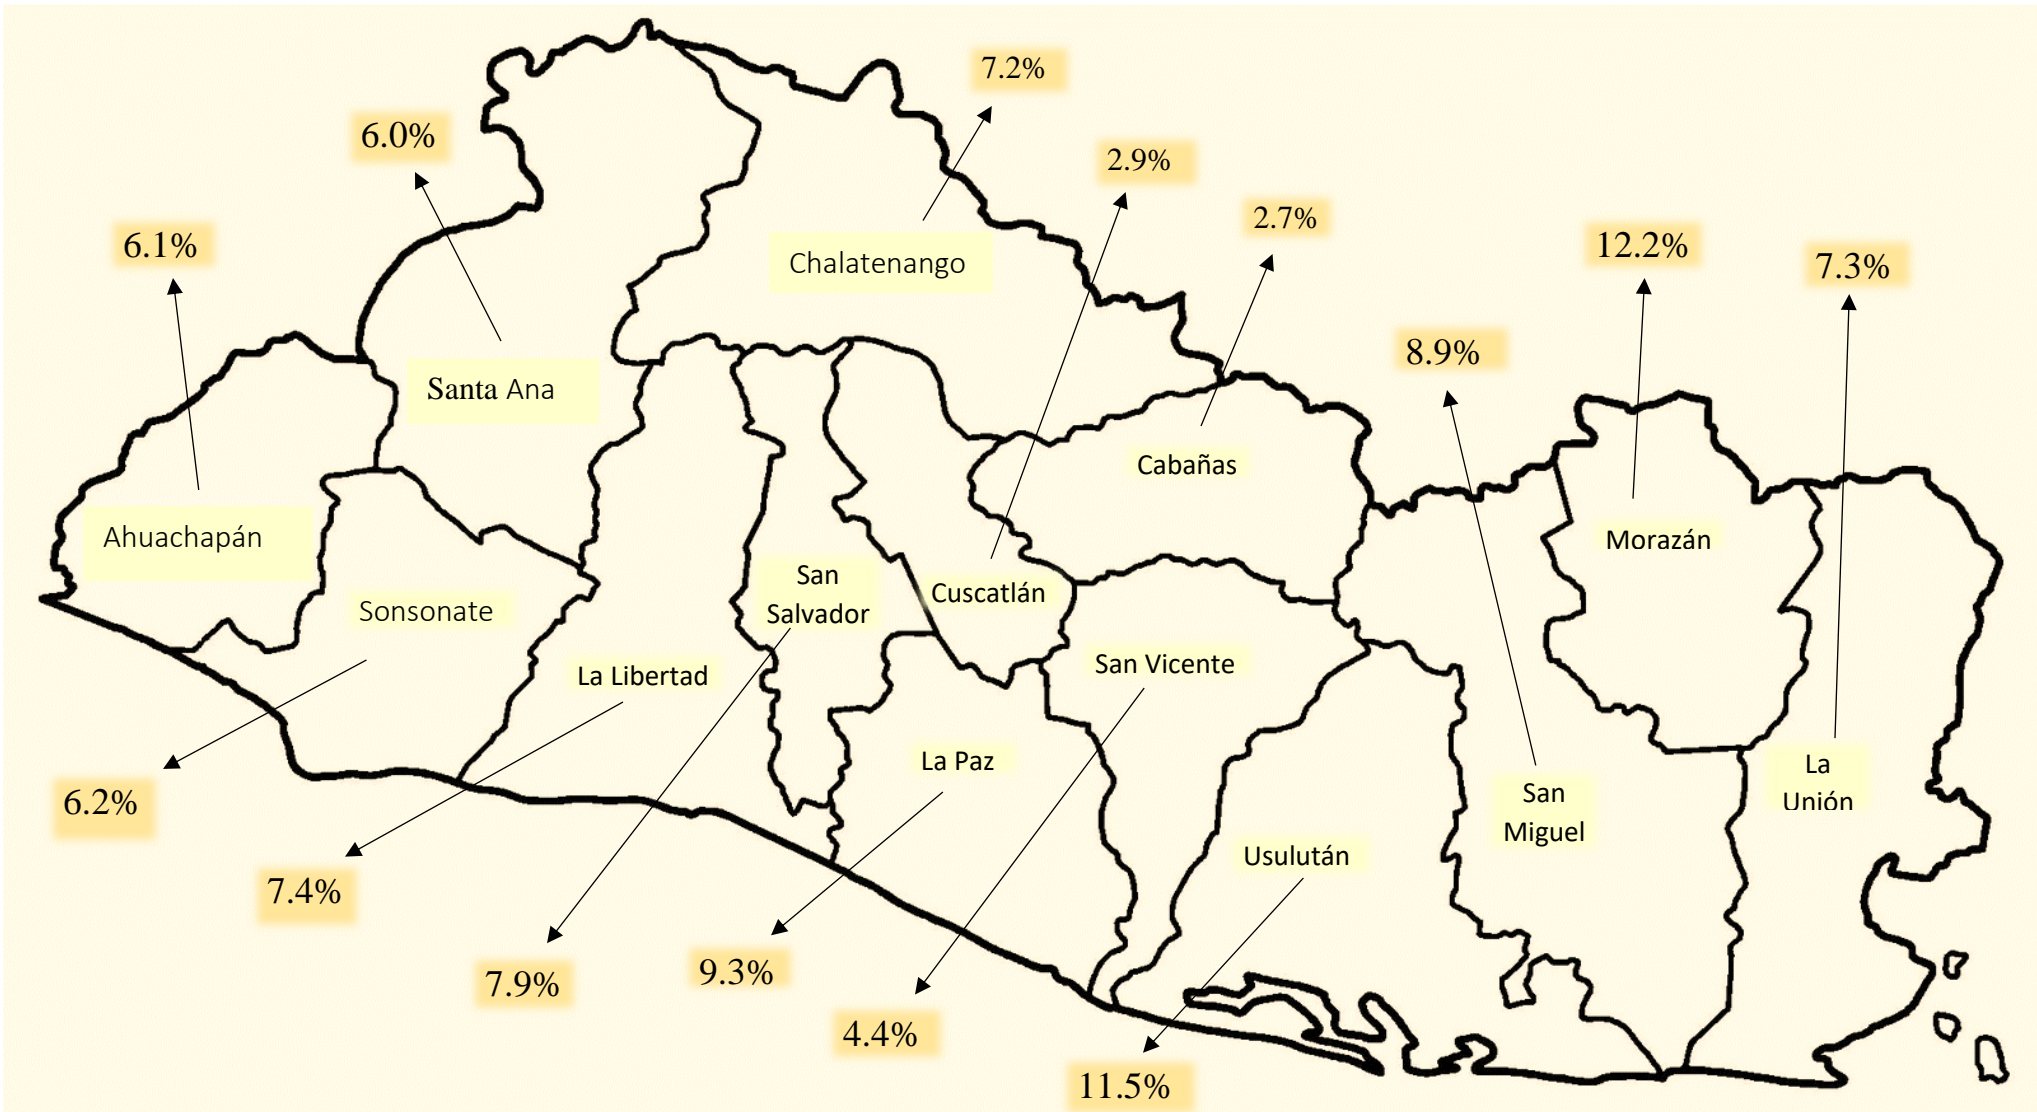 7.2%
6.0%
2.9%
2.7%
6.1%
12.2%
7.3%
Chalatenango
8.9%
Santa Ana
Cabañas
Ahuachapán
Morazán
San
Salvador
Cuscatlán
Sonsonate
La Libertad
San Vicente
La Paz
La
Unión
San
Miguel
6.2%
Usulután
7.4%
7.9%
9.3%
4.4%
11.5%